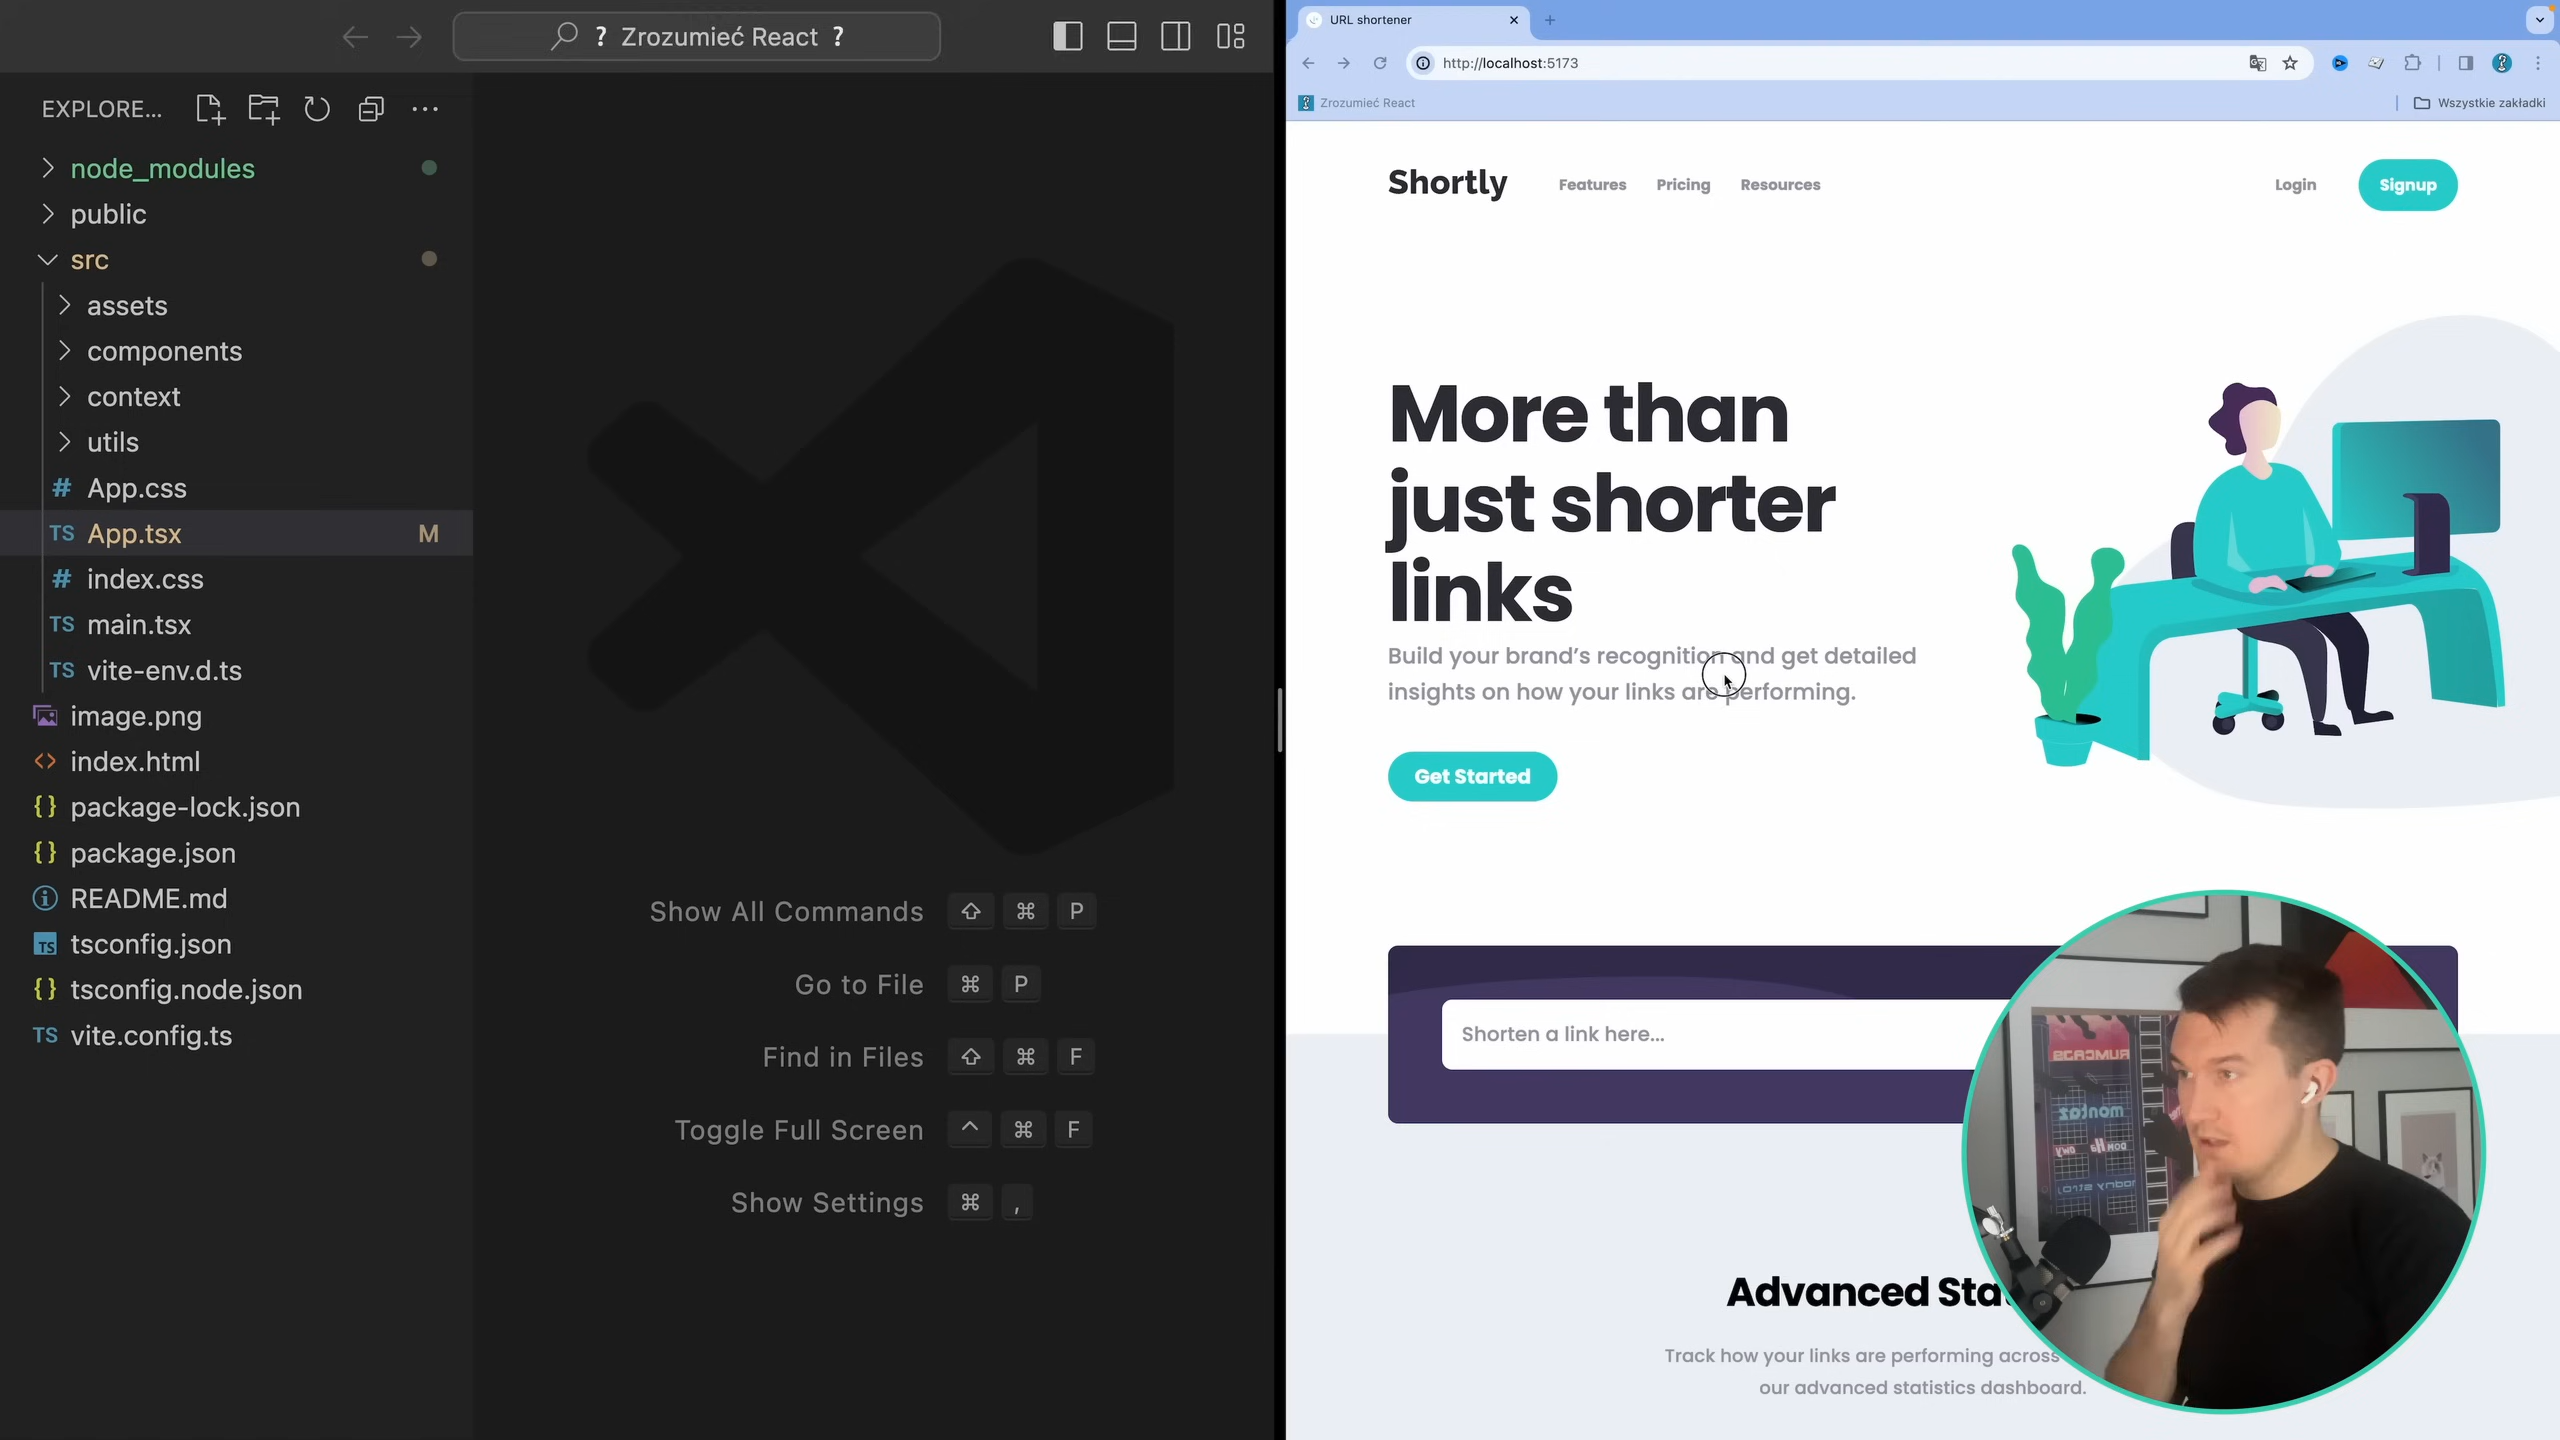 ? Zrozumieć React ?
EXPLORE...
node_modules
public
src
assets
components
context
utils
# App.css
TS App.tsx M
# index.css
TS main.tsx
TS vite-env.d.ts
image.png
<> index.html
{} package-lock.json
{} package.json
README.md
TS tsconfig.json
{} tsconfig.node.json
TS vite.config.ts
Show All Commands ⇧ ⌘ P
Go to File ⌘ P
Find in Files ⇧ ⌘ F
Toggle Full Screen ^ ⌘ F
Show Settings ⌘ ,
URL shortener
http://localhost:5173
Zrozumieć React
Wszystkie zakładki
Shortly
Features
Pricing
Resources
Login
Signup
More than
just shorter
links
Build your brand’s recognition and get detailed
insights on how your links are performing.
Get Started
Shorten a link here...
Advanced Sta
Track how your links are performing across
our advanced statistics dashboard.